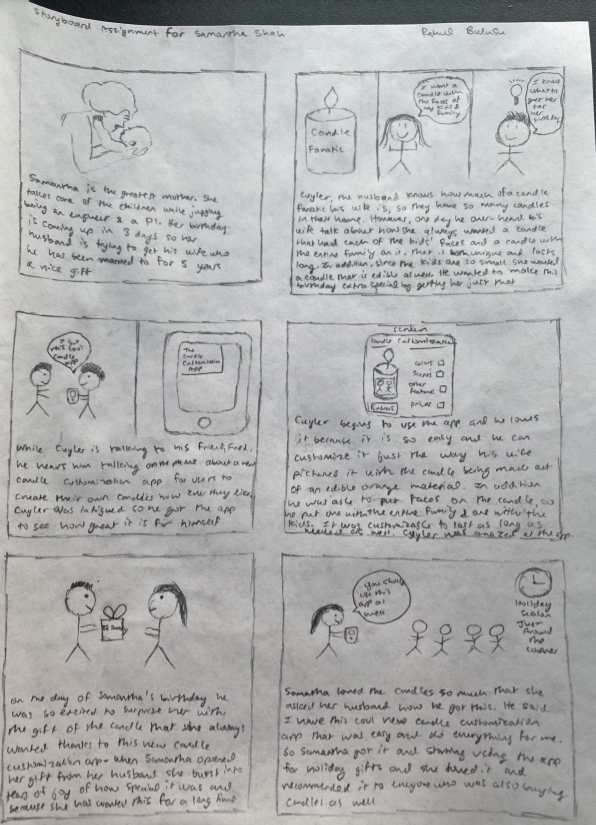 Storyboard Assignment for Samantha Shah
Rahul Bulusu
Samantha is the greatest mother. She
takes care of the children while juggling
being an engineer & a PI. Her birthday
is coming up in 3 days so her
husband is trying to get his wife who
he has been married to for 5 years
a nice gift
Candle
Fanatic
I want a
candle with
the faces of
my kids &
family
I know
what to
get her
for
her
birthday
Cuyler, the husband knows how much of a candle
fanatic his wife is, so they have so many candles
in their home. However, one day he over heard his
wife talk about how she always wanted a candle
that had each of the kids' faces and a candle with
the entire family on it, that is both unique and lasts
long. In addition, since the kids are so small she wanted
a candle that is edible as well. He wanted to make this
birthday extra special by getting her just that
I got
this cool
candle
app
The
Candle
Customization
App
While Cuyler is talking to his friend, Fred,
he hears him talking on the phone about a new
candle customization app for users to
create their own candles how ever they like.
Cuyler was intigued so he got the app
to see how great it is for himself.
screen
Candle Customization
colors
Scents
other
features
prices
Cuyler begins to use the app and he loves
it because it is so easy and he can
customize it just the way his wife
pictured it with the candle being made out
of an edible orange material. In addition
he was able to put faces on the candle, so
he put one with the entire family & one with the
kids. It was customizable to last as long as
needed as well. Cuyler was amazed at the app.
on the day of Samantha's birthday he
was so excited to surprise her with
the gift of the candle that she always
wanted thanks to this new candle
customization app. When Samantha opened
her gift from her husband she burst into
tears of joy of how special it was and
because she has wanted this for a long time
You should
use this
app as
well
Holiday
Season
Just
Around
the
corner
Samantha loved the candles so much that she
asked her husband how he got this. He said
I have this cool new candle customization
app that was easy and do everything for me.
So Samantha got it and starting using the app
for holiday gifts and she loved it and
recommended it to anyone who was also buying
candles as well